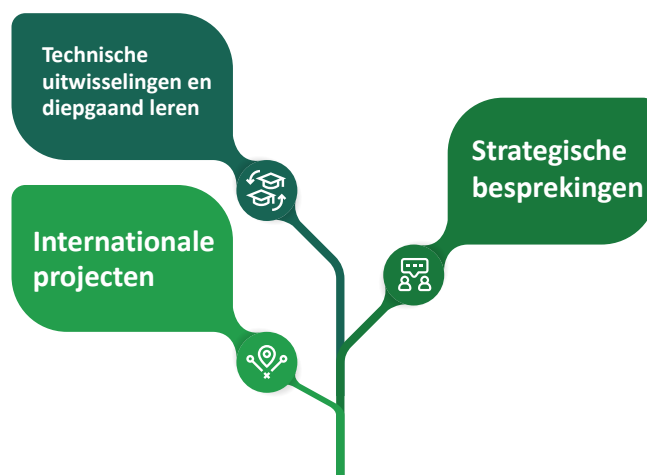 Technische
uitwisselingen en
diepgaand leren
Strategische
besprekingen
Internationale
projecten